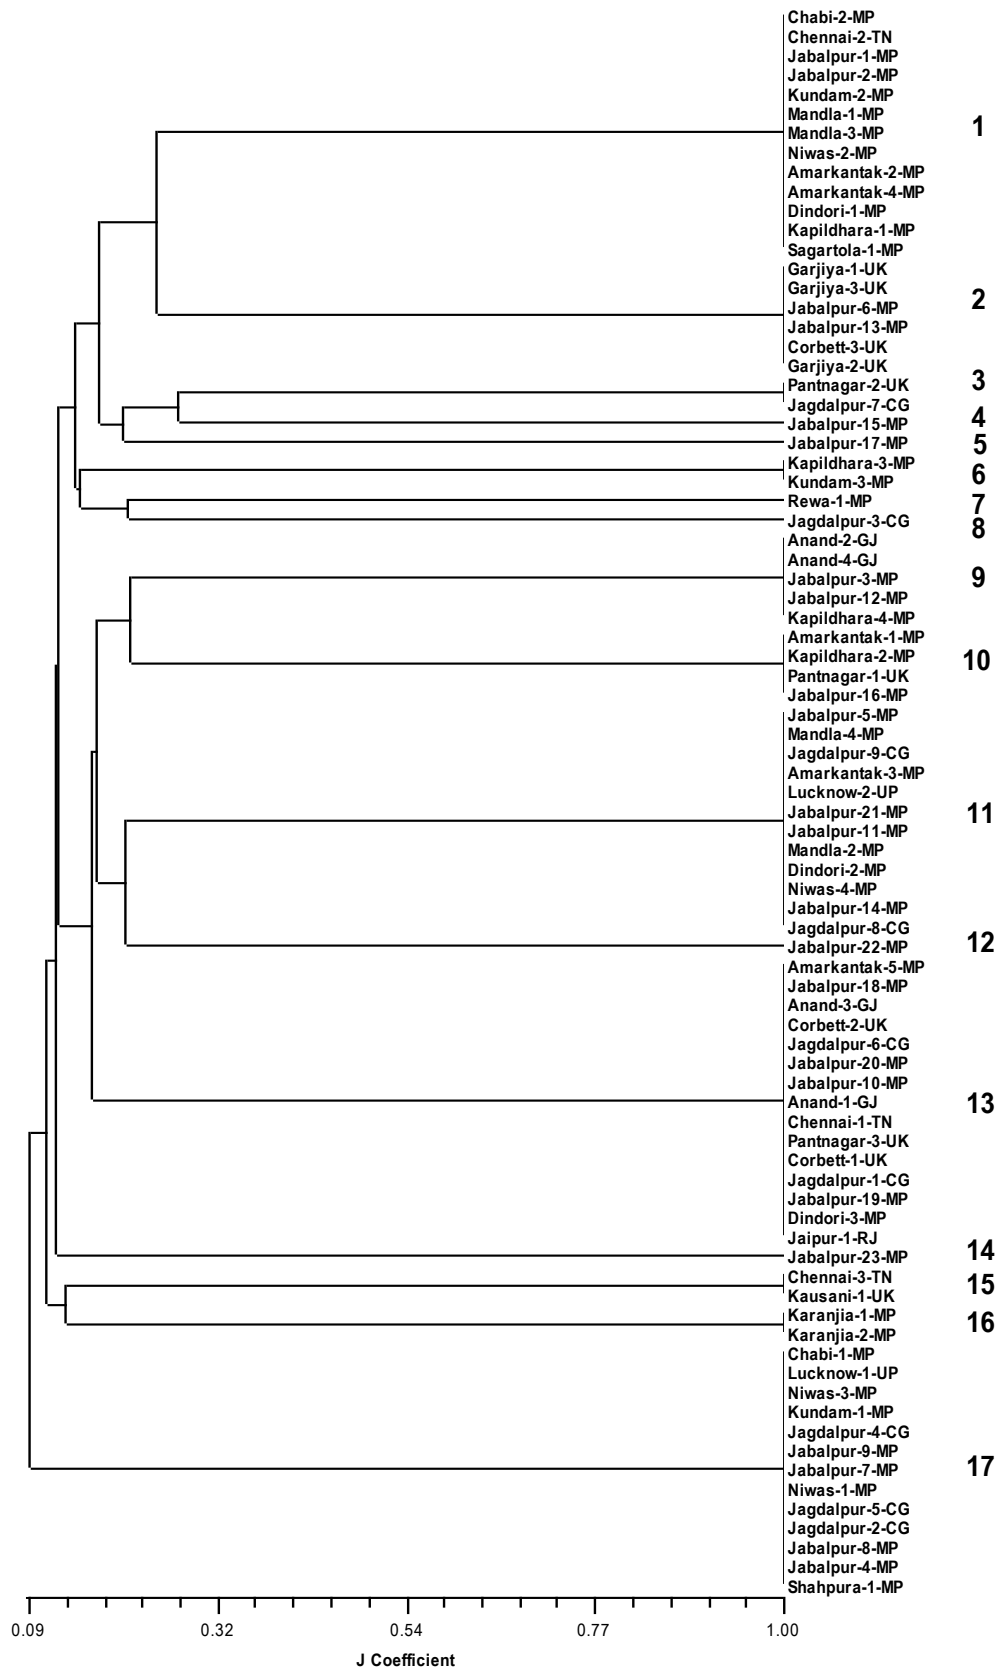 Chabi-2-MP
Chennai-2-TN
Jabalpur-1-MP
Jabalpur-2-MP
Kundam-2-MP
Mandla-1-MP
1
Mandla-3-MP
Niwas-2-MP
Amarkantak-2-MP
Amarkantak-4-MP
Dindori-1-MP
Kapildhara-1-MP
Sagartola-1-MP
Garjiya-1-UK
Garjiya-3-UK
2
Jabalpur-6-MP
Jabalpur-13-MP
Corbett-3-UK
Garjiya-2-UK
Pantnagar-2-UK
3
Jagdalpur-7-CG
Jabalpur-15-MP
4
Jabalpur-17-MP
5
Kapildhara-3-MP
Kundam-3-MP
6
Rewa-1-MP
7
Jagdalpur-3-CG
8
Anand-2-GJ
Anand-4-GJ
Jabalpur-3-MP
9
Jabalpur-12-MP
Kapildhara-4-MP
Amarkantak-1-MP
Kapildhara-2-MP
10
Pantnagar-1-UK
Jabalpur-16-MP
Jabalpur-5-MP
Mandla-4-MP
Jagdalpur-9-CG
Amarkantak-3-MP
Lucknow-2-UP
Jabalpur-21-MP
11
Jabalpur-11-MP
Mandla-2-MP
Dindori-2-MP
Niwas-4-MP
Jabalpur-14-MP
Jagdalpur-8-CG
Jabalpur-22-MP
12
Amarkantak-5-MP
Jabalpur-18-MP
Anand-3-GJ
Corbett-2-UK
Jagdalpur-6-CG
Jabalpur-20-MP
Jabalpur-10-MP
Anand-1-GJ
13
Chennai-1-TN
Pantnagar-3-UK
Corbett-1-UK
Jagdalpur-1-CG
Jabalpur-19-MP
Dindori-3-MP
Jaipur-1-RJ
14
Jabalpur-23-MP
Chennai-3-TN
15
Kausani-1-UK
Karanjia-1-MP
16
Karanjia-2-MP
Chabi-1-MP
Lucknow-1-UP
Niwas-3-MP
Kundam-1-MP
Jagdalpur-4-CG
Jabalpur-9-MP
Jabalpur-7-MP
17
Niwas-1-MP
Jagdalpur-5-CG
Jagdalpur-2-CG
Jabalpur-8-MP
Jabalpur-4-MP
Shahpura-1-MP
0.09 0.32 0.54 0.77 1.00
J Coefficient